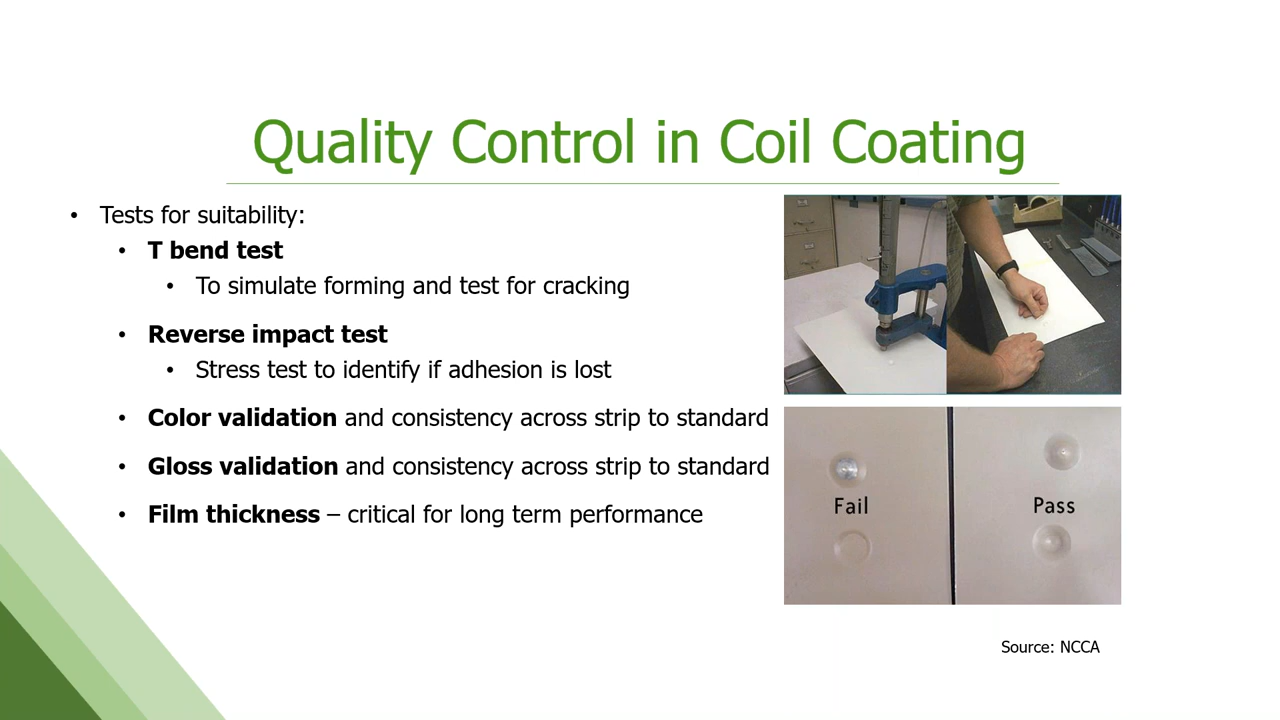 Quality Control in Coil Coating
• Tests for suitability:
• T bend test
• To simulate forming and test for cracking
• Reverse impact test
• Stress test to identify if adhesion is lost
• Color validation and consistency across strip to standard
• Gloss validation and consistency across strip to standard
• Film thickness – critical for long term performance
Fail
Pass
Source: NCCA